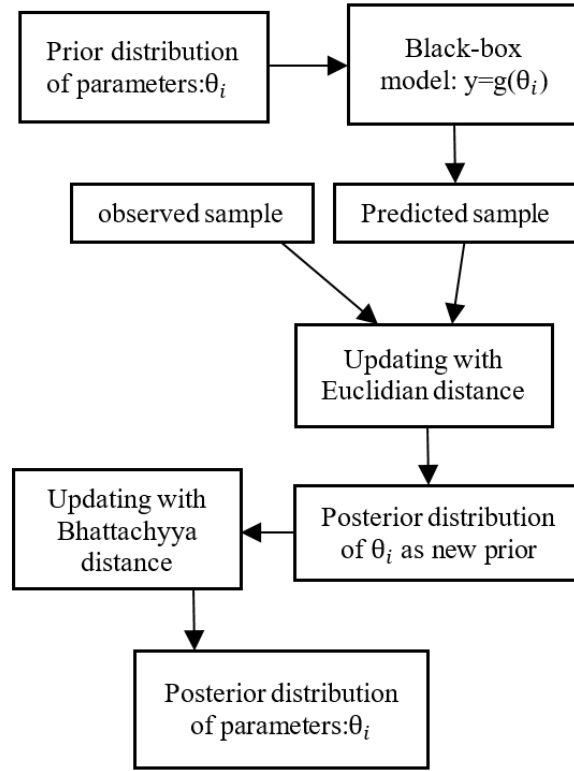 Prior distribution
of parameters:θᵢ
Black-box
model: y=g(θᵢ)
observed sample
Predicted sample
Updating with
Euclidian distance
Updating with
Bhattachyya
distance
Posterior distribution
of θᵢ as new prior
Posterior distribution
of parameters:θᵢ